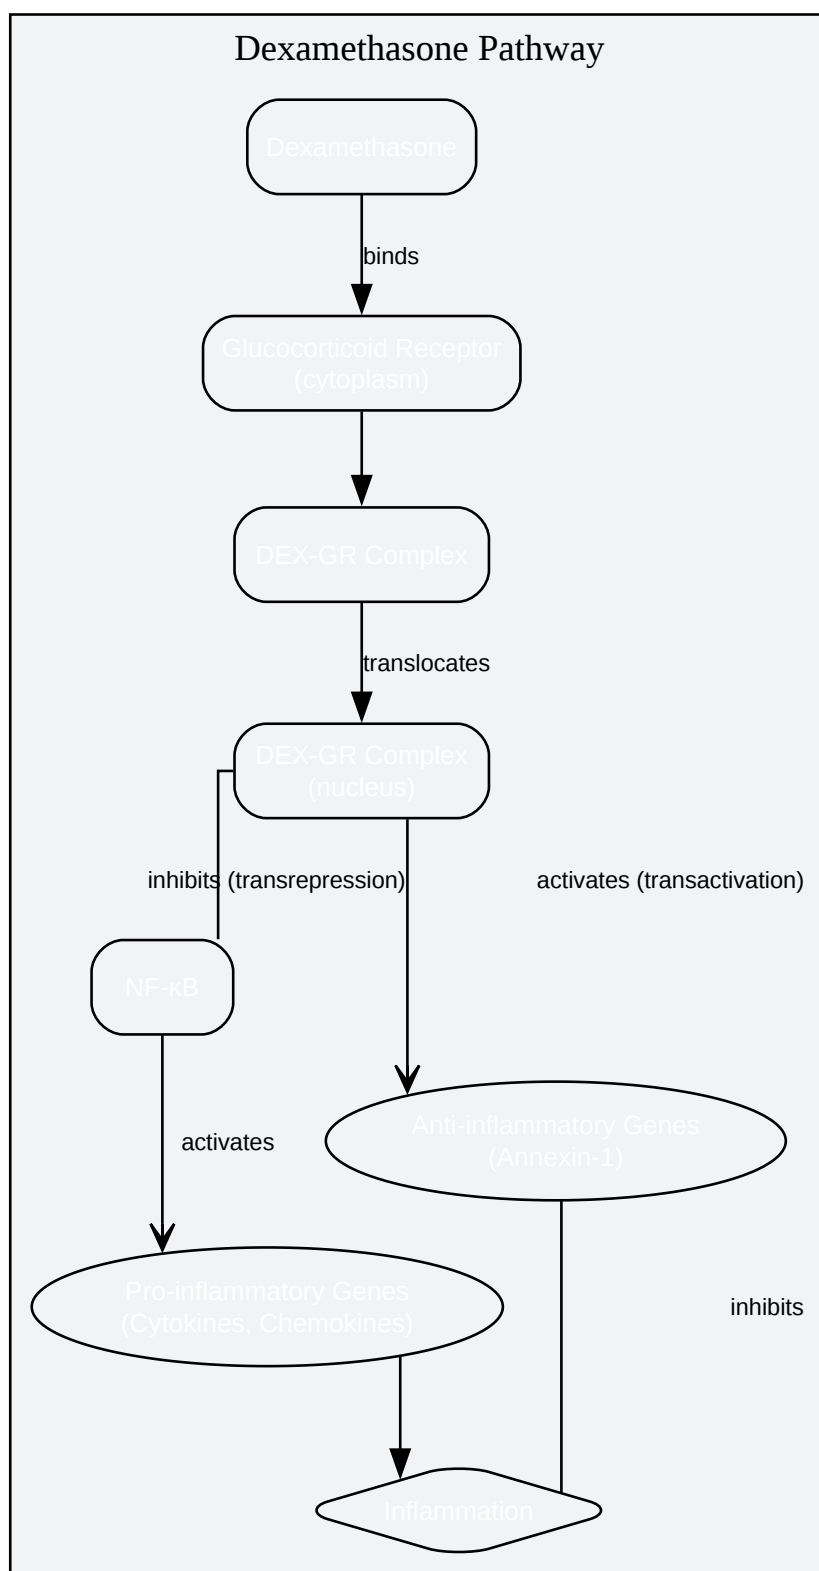 Dexamethasone Pathway
Dexamethasone
binds
Glucocorticoid Receptor
(cytoplasm)
DEX-GR Complex
translocates
DEX-GR Complex
(nucleus)
inhibits (transrepression)
activates (transactivation)
NF-κB
Anti-inflammatory Genes
(Annexin-1)
activates
Pro-inflammatory Genes
(Cytokines, Chemokines)
inhibits
Inflammation